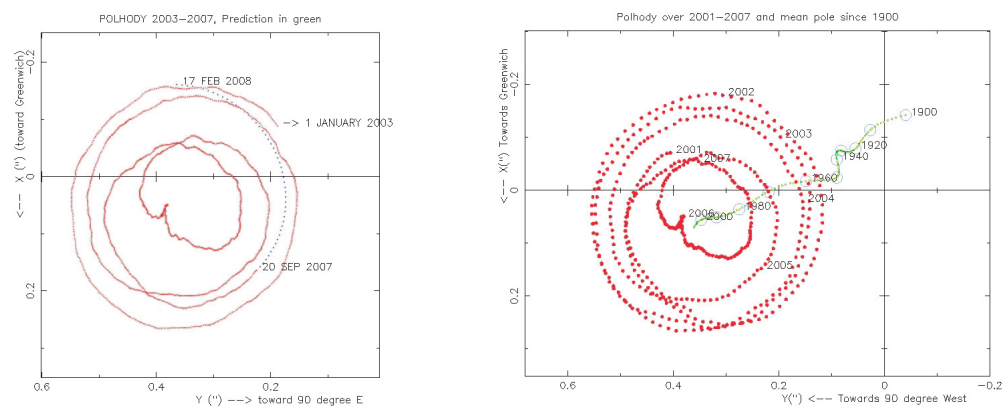 POLHODY 2003-2007, Prediction in green
<--- X (") (toward Greenwich)
-0.2
0
0.2
17 FEB 2008
-> 1 JANUARY 2003
20 SEP 2007
0.6 0.4 0.2
Y (") --> toward 90 degree E
Polhody over 2001-2007 and mean pole since 1900
<-- X(") Towards Greenwich
-0.2
0
0.2
2002
1900
2003
1920
2001
1940
2007
1960
2004
2006
1980
2000
2005
0.6 0.4 0.2 0 -0.2
Y(") <-- Towards 90 degree West